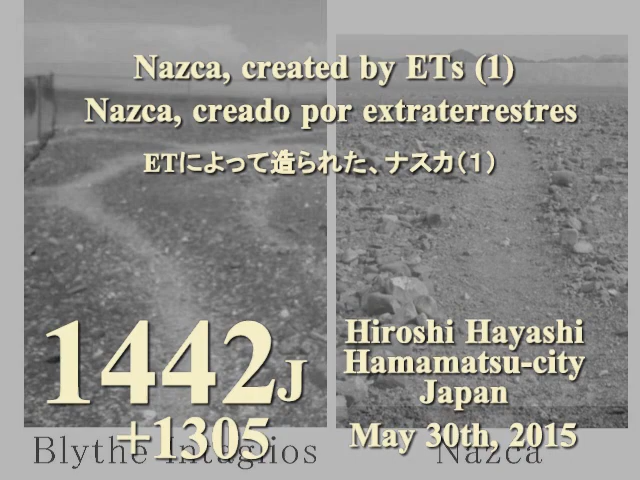 Nazca, created by ETs (1)
Nazca, creado por extraterrestres
ETによって造られた、ナスカ(１)
1442J
+1305
Hiroshi Hayashi
Hamamatsu-city
Japan
May 30th, 2015
Blythe Intaglios
Nazca